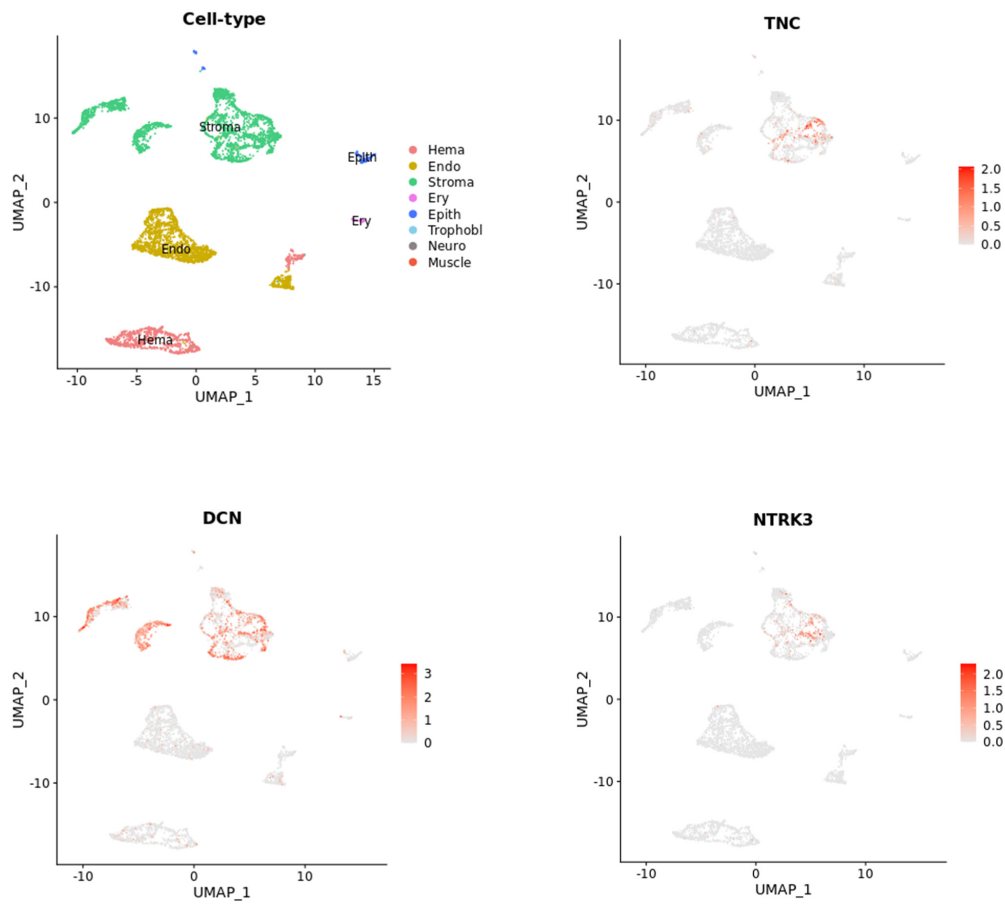 Cell-type
UMAP_2
10
0
-10
Stroma
Epith
Ery
Endo
Hema
-10 -5 0 5 10 15
UMAP_1
Hema
Endo
Stroma
Ery
Epith
Trophobl
Neuro
Muscle
TNC
UMAP_2
10
0
-10
-10 0 10
UMAP_1
2.0
1.5
1.0
0.5
0.0
DCN
UMAP_2
10
0
-10
-10 0 10
UMAP_1
3
2
1
0
NTRK3
UMAP_2
10
0
-10
-10 0 10
UMAP_1
2.0
1.5
1.0
0.5
0.0